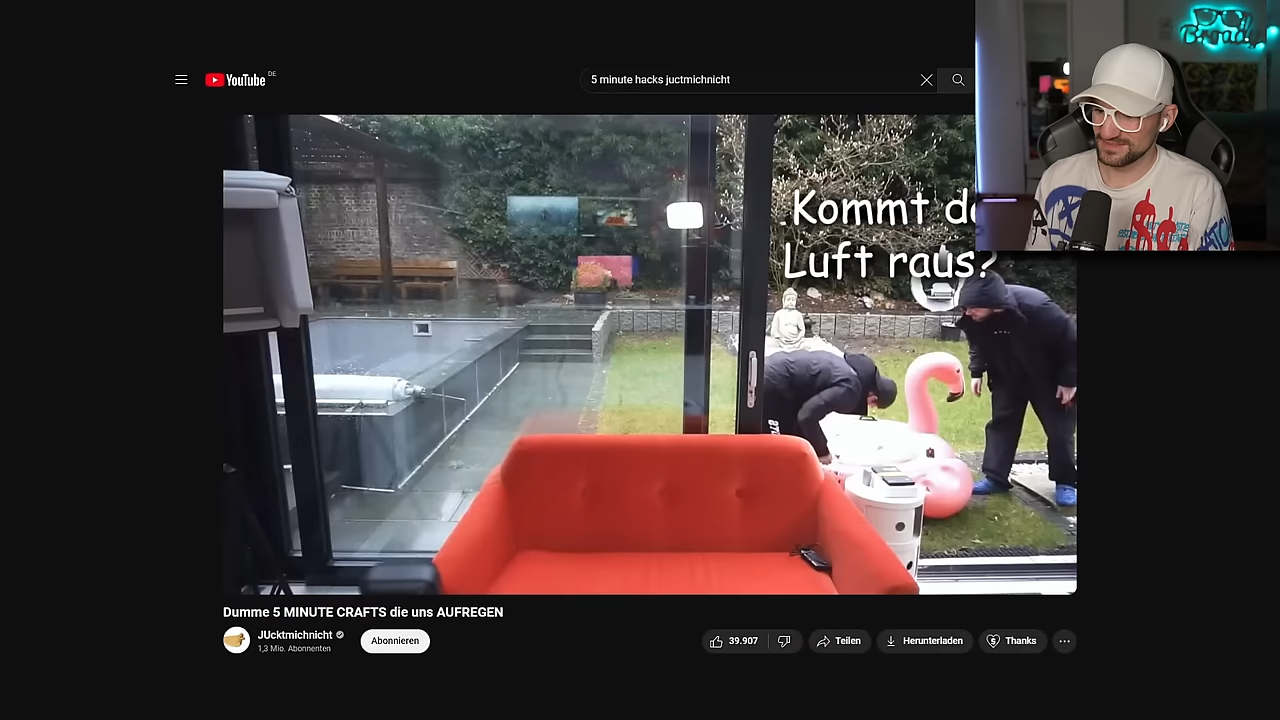 YouTube DE
5 minute hacks juctmichnicht
Kommt da
Luft raus?
Dumme 5 MINUTE CRAFTS die uns AUFREGEN
JUcktmichnicht
1,3 Mio. Abonnenten
Abonnieren
39.907
Teilen
Herunterladen
Thanks